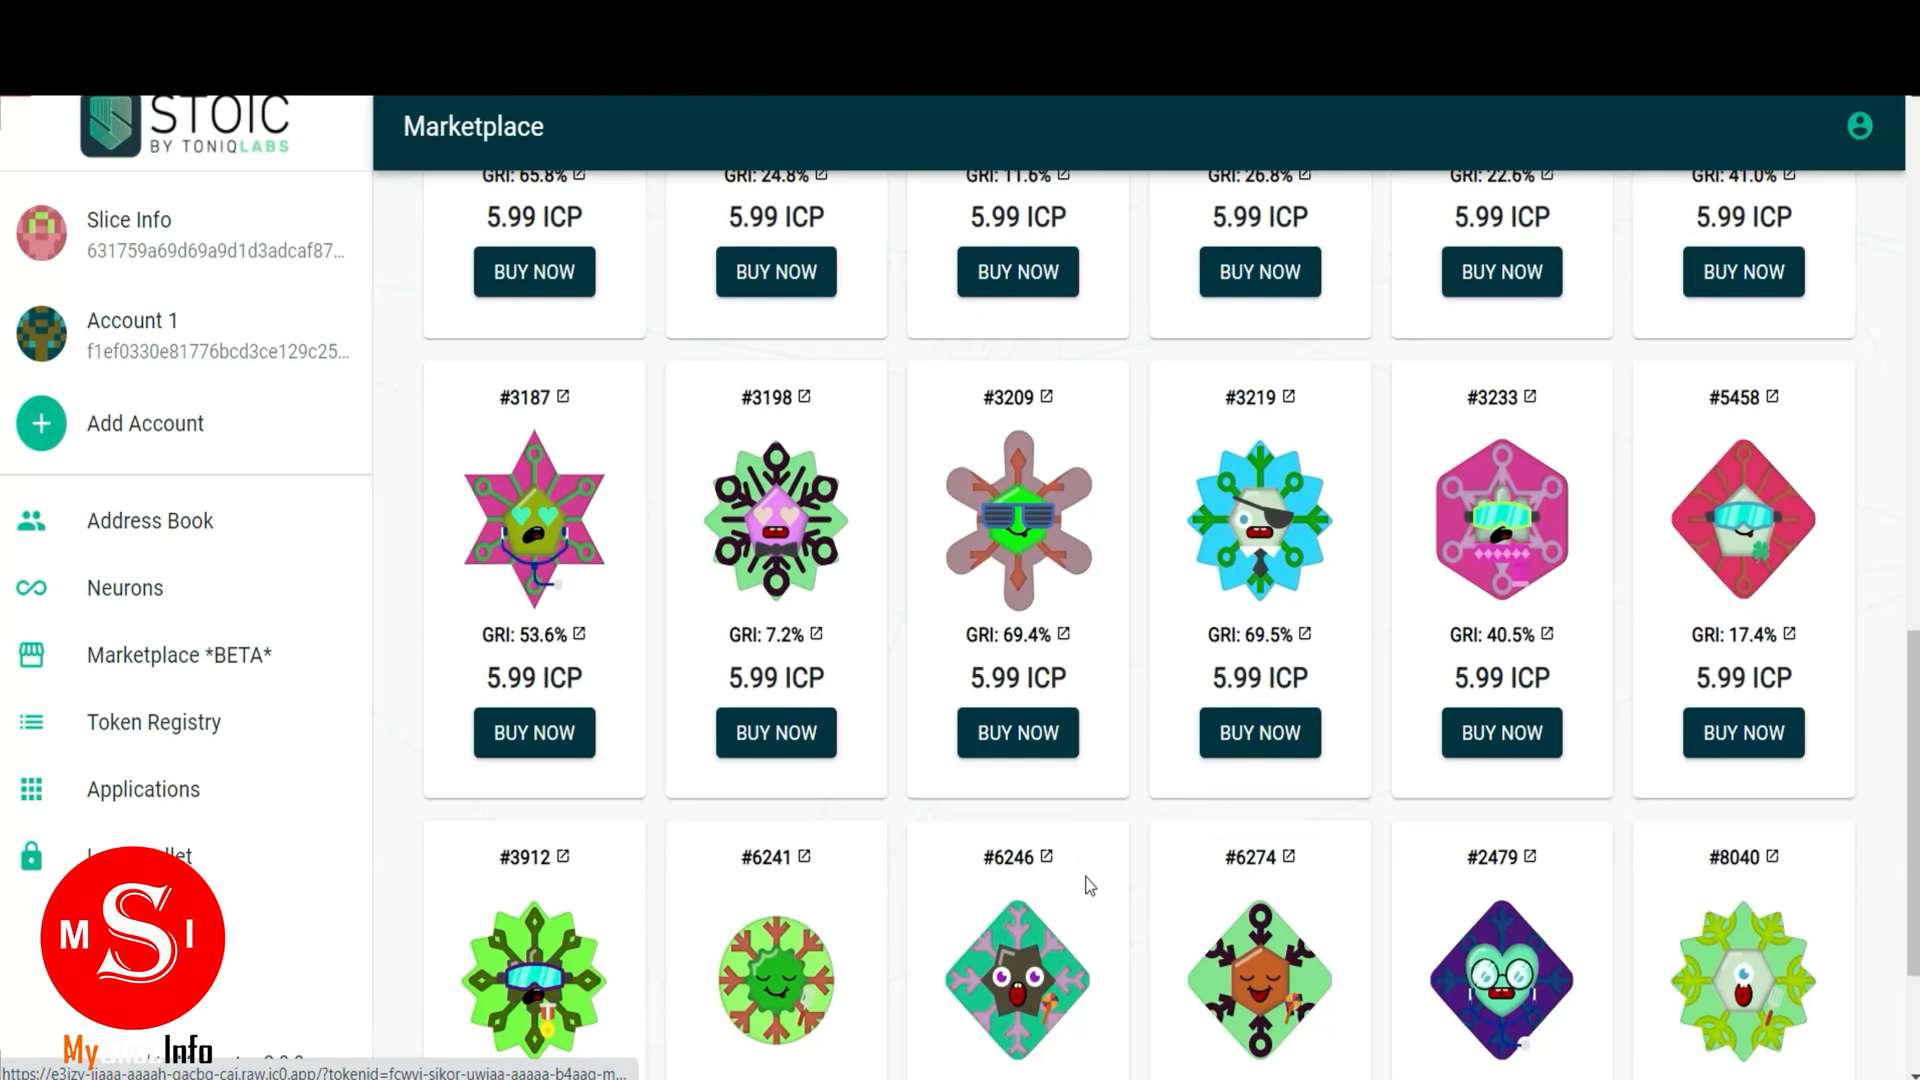 STOIC
BY TONIQLABS
Marketplace
Slice Info
631759a69d69a9d1d3adcaf87...
Account 1
f1ef0330e81776bcd3ce129c25...
Add Account
Address Book
Neurons
Marketplace *BETA*
Token Registry
Applications
GRI: 65.8% GRI: 24.8% GRI: 11.6% GRI: 26.8% GRI: 22.6% GRI: 41.0%
5.99 ICP 5.99 ICP 5.99 ICP 5.99 ICP 5.99 ICP 5.99 ICP
BUY NOW BUY NOW BUY NOW BUY NOW BUY NOW BUY NOW
#3187 #3198 #3209 #3219 #3233 #5458
GRI: 53.6% GRI: 7.2% GRI: 69.4% GRI: 69.5% GRI: 40.5% GRI: 17.4%
5.99 ICP 5.99 ICP 5.99 ICP 5.99 ICP 5.99 ICP 5.99 ICP
BUY NOW BUY NOW BUY NOW BUY NOW BUY NOW BUY NOW
#3912 #6241 #6246 #6274 #2479 #8040
M S I
MySliceInfo